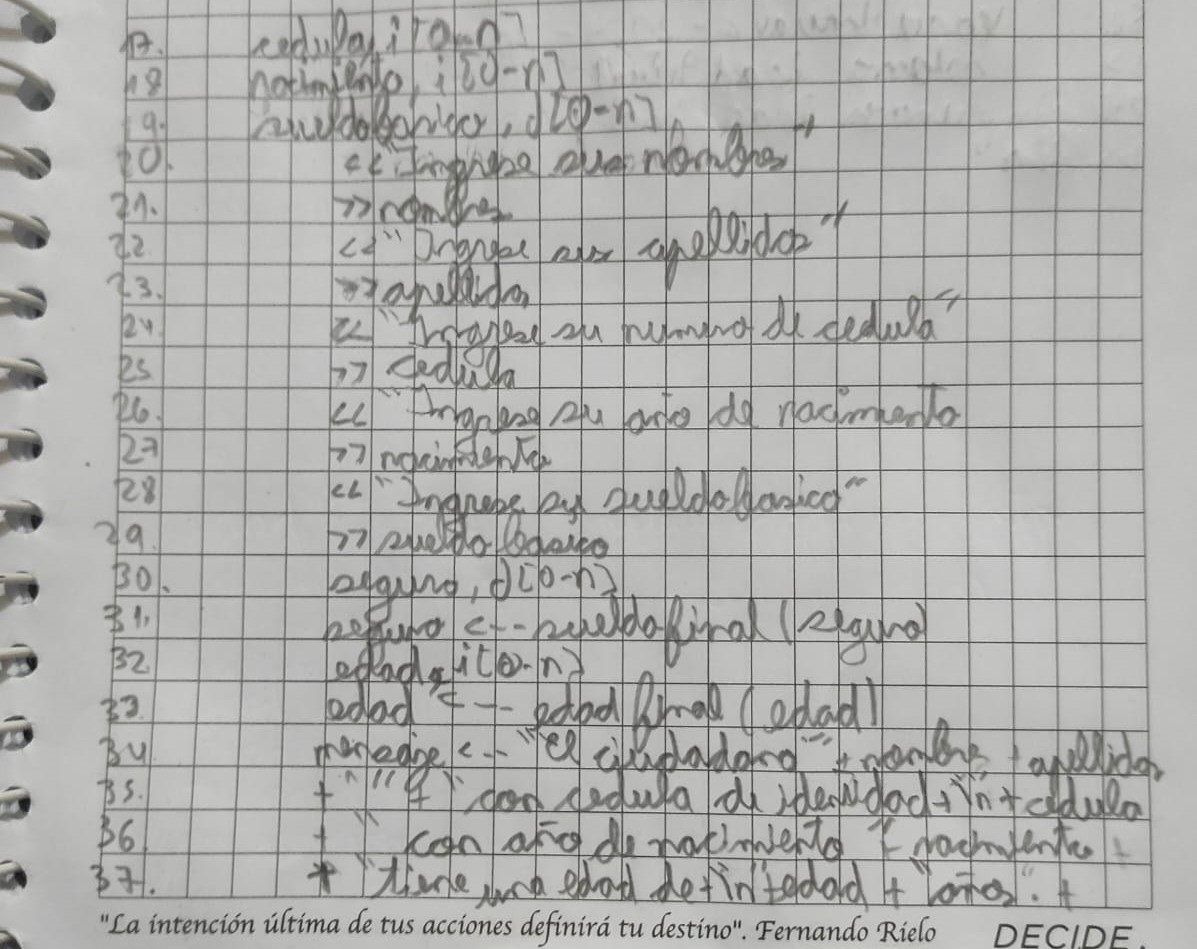 17. cedula, i [0-n]
18 nacimiento, i [0-n]
19. sueldobasico, d[0-n]
20. << "Ingrese sus nombres"
21. >> nombres
22. << "Ingrese sus apellidos"
23. >> apellidos
24. << "Ingrese su numero de cedula"
25 >> cedula
26. << "Ingrese su año de nacimiento
27 >> nacimiento
28 << "Ingrese su sueldobasico"
29. >> sueldo basico
30. seguro, d[0-n]
31. seguro <-- sueldofinal (seguro)
32 edad, i[0-n]
33. edad <-- edad final (edad)
34 mensaje <-- "El ciudadano" + nombres + apellidos
35. + con cedula de identidad + \n + cedula
36 + " con año de nacimiento + nacimiento +
37. + "tiene una edad de + \n + edad + "años". +
"La intención última de tus acciones definirá tu destino". Fernando Rielo DECIDE.